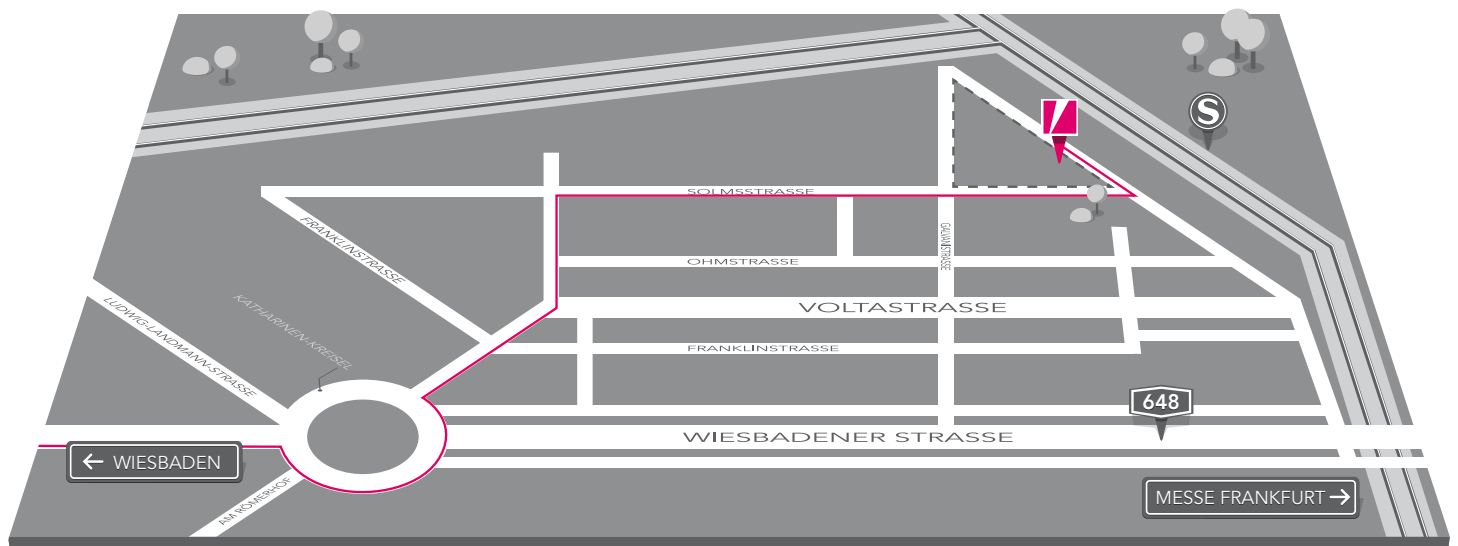 S
SOLMSSTRASSE
FRANKLINSTRASSE
GALVANISTRASSE
OHMSTRASSE
LUDWIG-LANDMANN-STRASSE
KATHARINEN-KREISEL
VOLTASTRASSE
FRANKLINSTRASSE
648
WIESBADENER STRASSE
← WIESBADEN
AM RÖMERHOF
MESSE FRANKFURT →